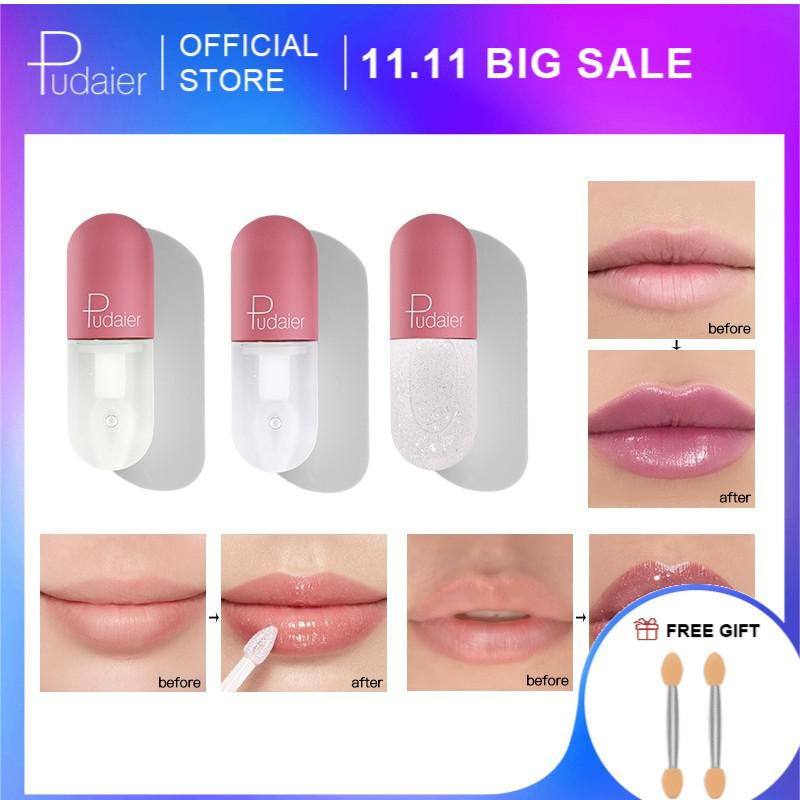 Pudaier
OFFICIAL
STORE
11.11 BIG SALE
Pudaier
Pudaier
Pudaier
before
after
before
after
before
FREE GIFT